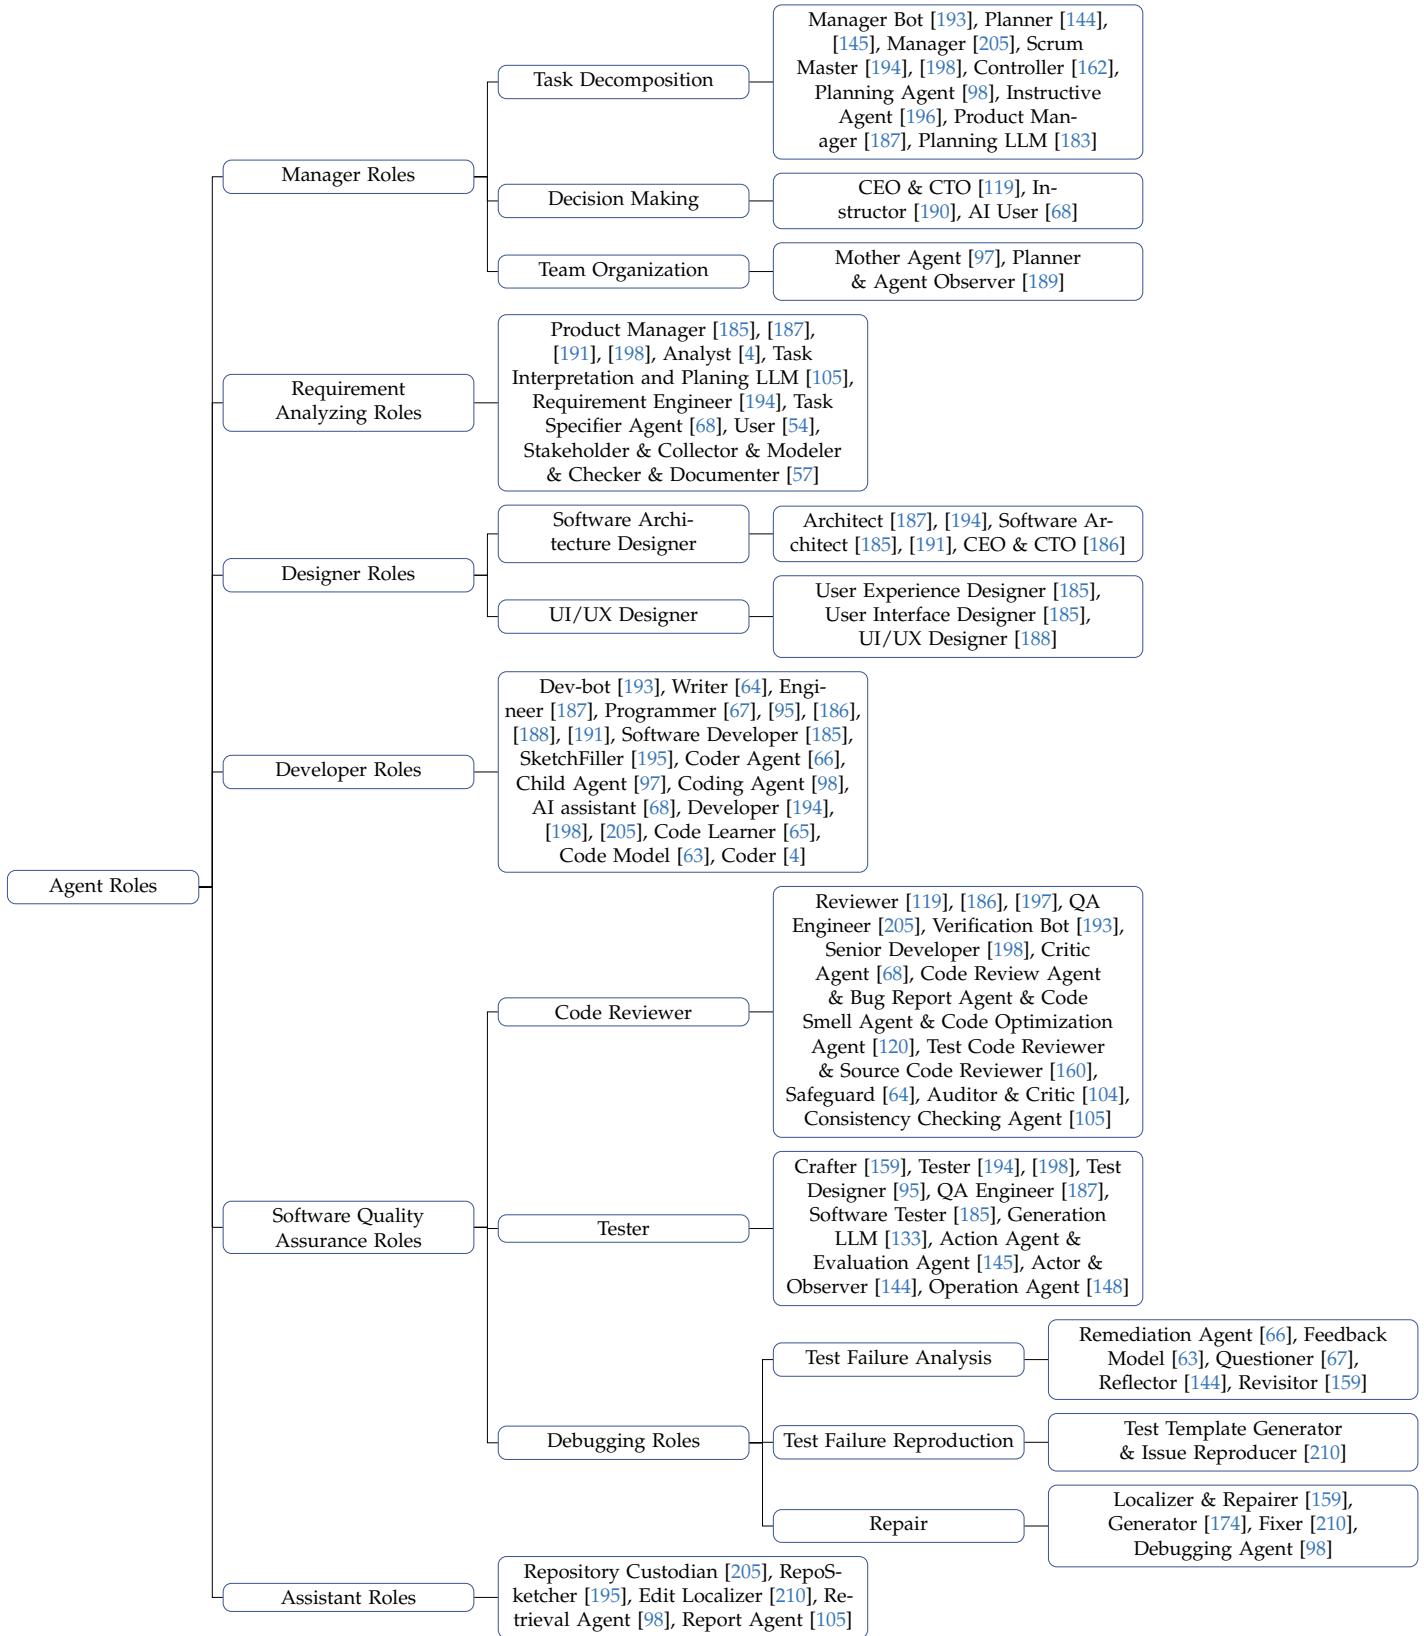 Manager Bot [193], Planner [144],
[145], Manager [205], Scrum
Master [194], [198], Controller [162],
Planning Agent [98], Instructive
Agent [196], Product Man-
ager [187], Planning LLM [183]
Task Decomposition
Manager Roles
Decision Making
CEO & CTO [119], In-
structor [190], AI User [68]
Team Organization
Mother Agent [97], Planner
& Agent Observer [189]
Requirement
Analyzing Roles
Product Manager [185], [187],
[191], [198], Analyst [4], Task
Interpretation and Planing LLM [105],
Requirement Engineer [194], Task
Specifier Agent [68], User [54],
Stakeholder & Collector & Modeler
& Checker & Documenter [57]
Designer Roles
Software Archi-
tecture Designer
Architect [187], [194], Software Ar-
chitect [185], [191], CEO & CTO [186]
UI/UX Designer
User Experience Designer [185],
User Interface Designer [185],
UI/UX Designer [188]
Developer Roles
Dev-bot [193], Writer [64], Engi-
neer [187], Programmer [67], [95], [186],
[188], [191], Software Developer [185],
SketchFiller [195], Coder Agent [66],
Child Agent [97], Coding Agent [98],
AI assistant [68], Developer [194],
[198], [205], Code Learner [65],
Code Model [63], Coder [4]
Agent Roles
Code Reviewer
Reviewer [119], [186], [197], QA
Engineer [205], Verification Bot [193],
Senior Developer [198], Critic
Agent [68], Code Review Agent
& Bug Report Agent & Code
Smell Agent & Code Optimization
Agent [120], Test Code Reviewer
& Source Code Reviewer [160],
Safeguard [64], Auditor & Critic [104],
Consistency Checking Agent [105]
Software Quality
Assurance Roles
Tester
Crafter [159], Tester [194], [198], Test
Designer [95], QA Engineer [187],
Software Tester [185], Generation
LLM [133], Action Agent &
Evaluation Agent [145], Actor &
Observer [144], Operation Agent [148]
Debugging Roles
Test Failure Analysis
Remediation Agent [66], Feedback
Model [63], Questioner [67],
Reflector [144], Revisitor [159]
Test Failure Reproduction
Test Template Generator
& Issue Reproducer [210]
Repair
Localizer & Repairer [159],
Generator [174], Fixer [210],
Debugging Agent [98]
Assistant Roles
Repository Custodian [205], RepoS-
ketcher [195], Edit Localizer [210], Re-
trieval Agent [98], Report Agent [105]